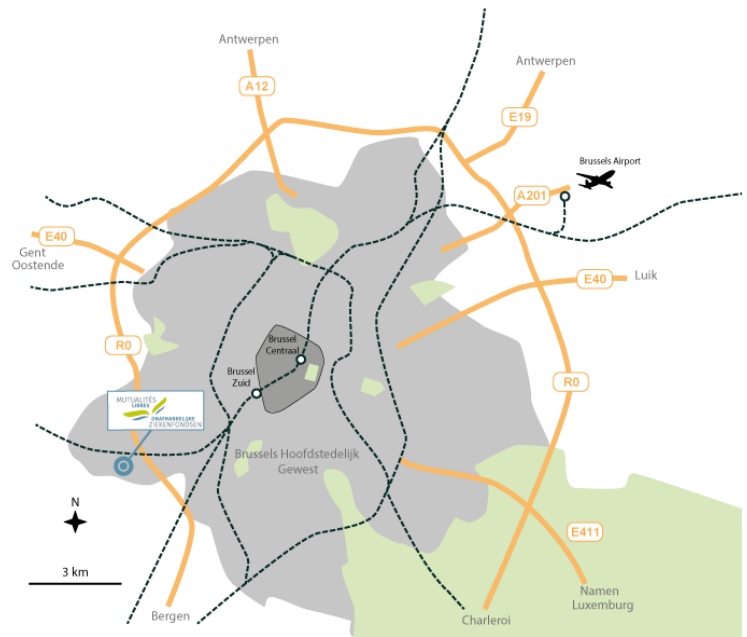 Antwerpen
A12
Antwerpen
E19
Brussels Airport
A201
E40
Gent
Oostende
E40
Luik
R0
Brussel
Centraal
Brussel
Zuid
R0
MUTUALITÉS
LIBRES
ONAFHANKELIJKE
ZIEKENFONDSEN
Brussels Hoofdstedelijk
Gewest
N
E411
3 km
Bergen
Charleroi
Namen
Luxemburg